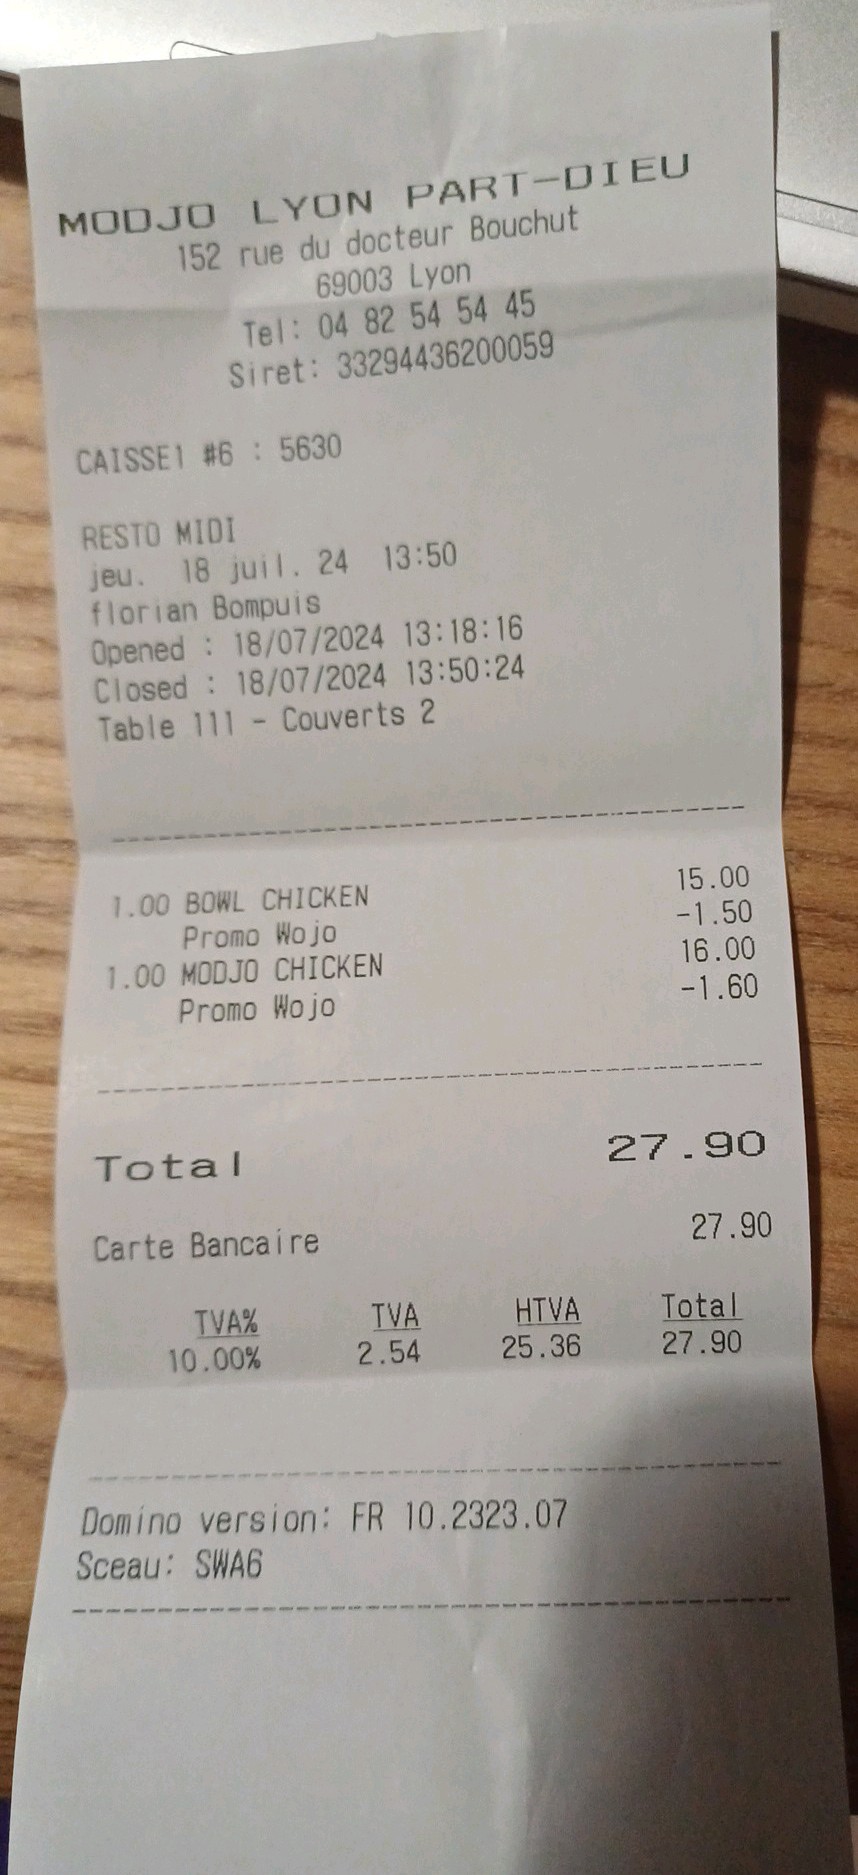 MODJO LYON PART-DIEU
152 rue du docteur Bouchut
69003 Lyon
Tel: 04 82 54 54 45
Siret: 33294436200059
CAISSE1 #6 : 5630
RESTO MIDI
jeu. 18 juil. 24 13:50
florian Bompuis
Opened : 18/07/2024 13:18:16
Closed : 18/07/2024 13:50:24
Table 111 - Couverts 2
1.00 BOWL CHICKEN 15.00
Promo Wojo -1.50
1.00 MODJO CHICKEN 16.00
Promo Wojo -1.60
Total 27.90
Carte Bancaire 27.90
TVA% TVA HTVA Total
10.00% 2.54 25.36 27.90
Domino version: FR 10.2323.07
Sceau: SWA6